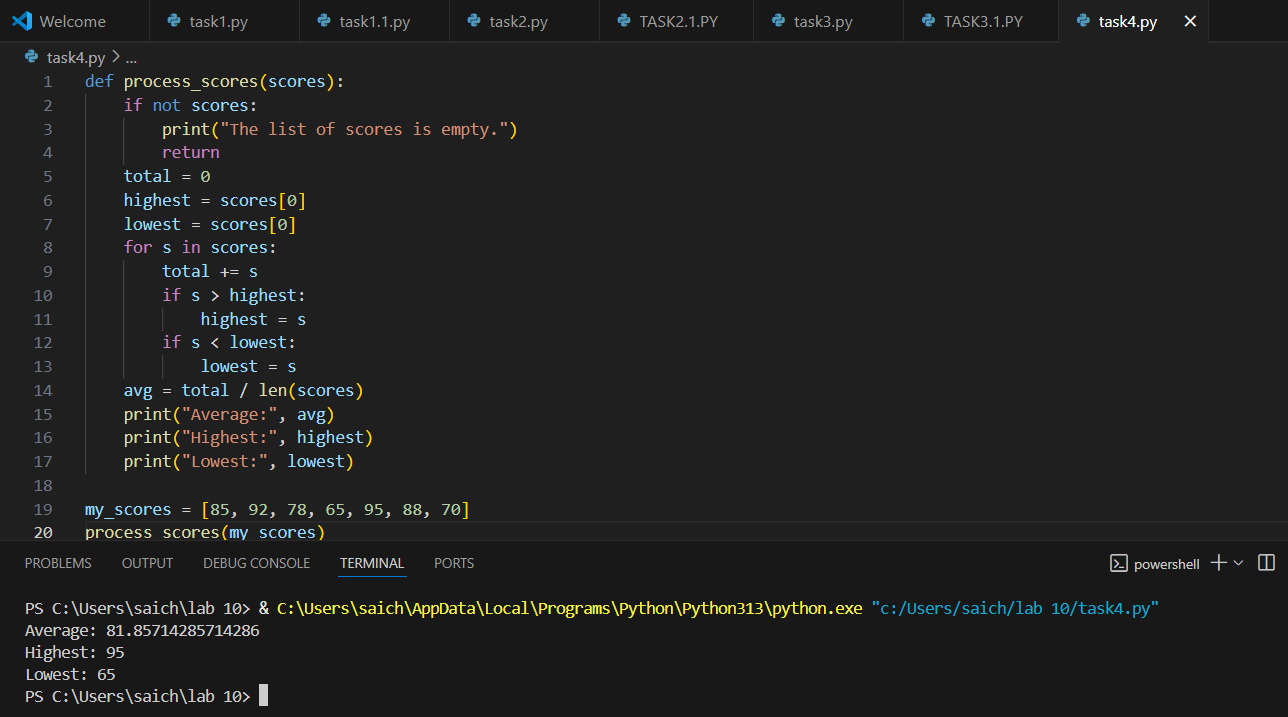 Welcome task1.py task1.1.py task2.py TASK2.1.PY task3.py TASK3.1.PY task4.py
task4.py > ...
1 def process_scores(scores):
2     if not scores:
3         print("The list of scores is empty.")
4         return
5     total = 0
6     highest = scores[0]
7     lowest = scores[0]
8     for s in scores:
9         total += s
10         if s > highest:
11             highest = s
12         if s < lowest:
13             lowest = s
14     avg = total / len(scores)
15     print("Average:", avg)
16     print("Highest:", highest)
17     print("Lowest:", lowest)
18
19 my_scores = [85, 92, 78, 65, 95, 88, 70]
20 process_scores(my_scores)
PROBLEMS OUTPUT DEBUG CONSOLE TERMINAL PORTS powershell
PS C:\Users\saich\lab 10> & C:\Users\saich\AppData\Local\Programs\Python\Python313\python.exe "c:/Users/saich/lab 10/task4.py"
Average: 81.85714285714286
Highest: 95
Lowest: 65
PS C:\Users\saich\lab 10>